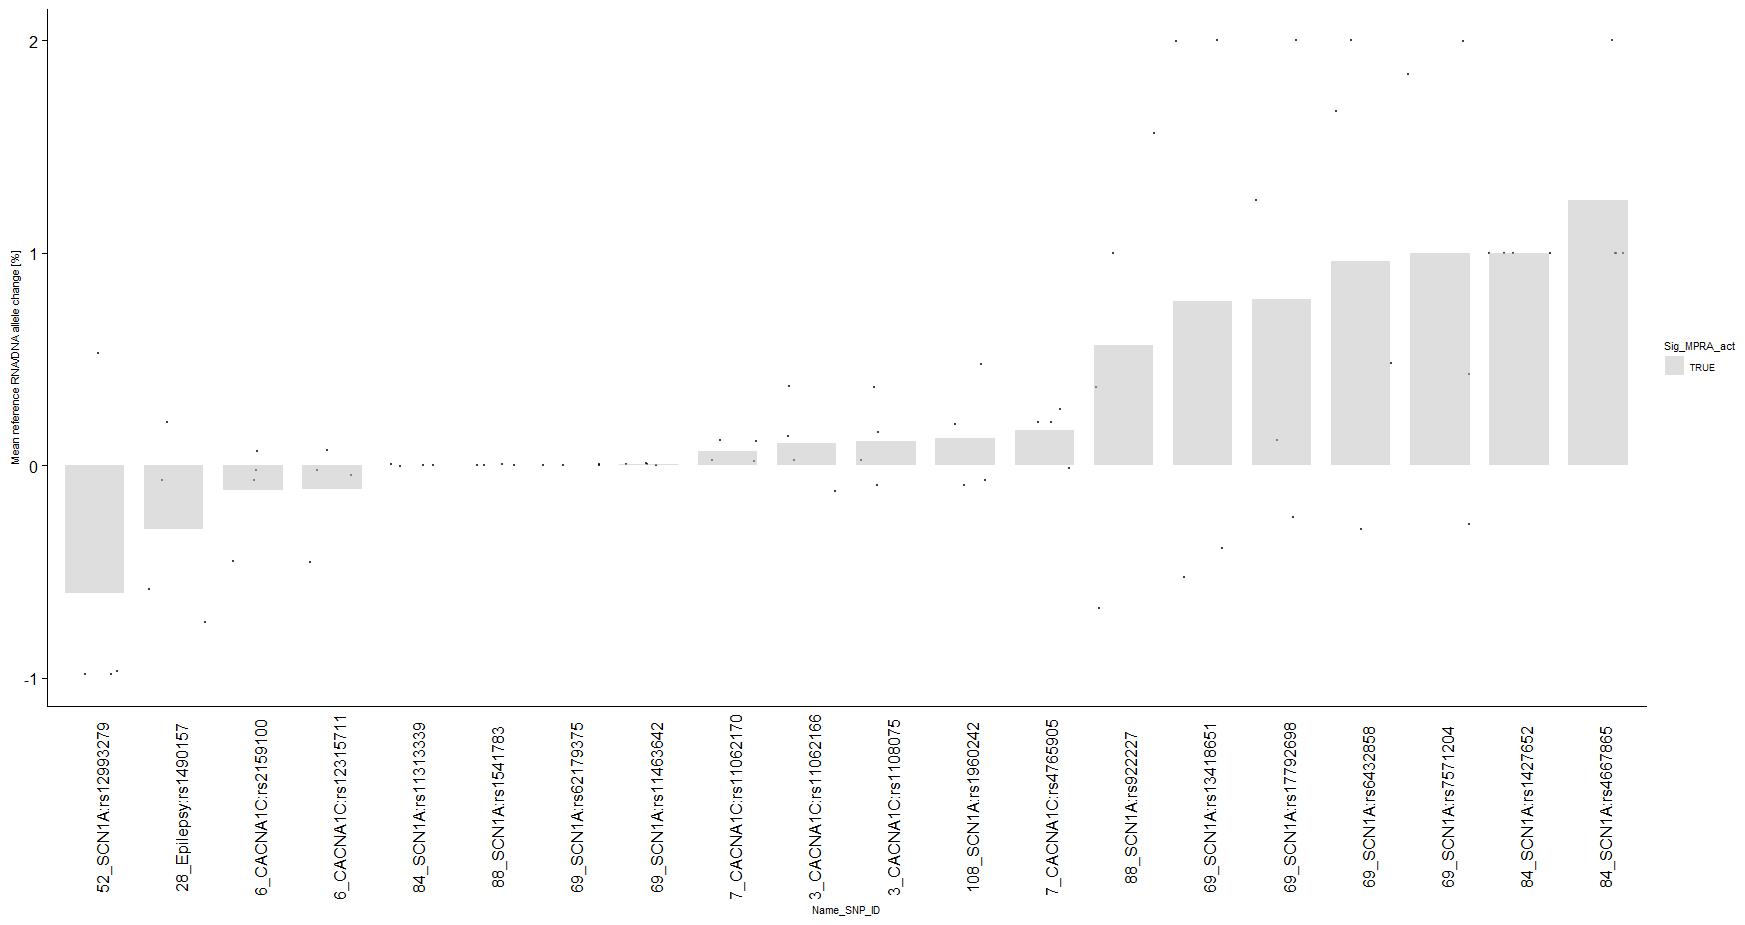 2
1
0
-1
Mean reference RNA/DNA allele change [%]
52_SCN1A:rs12993279
28_Epilepsy:rs1490157
6_CACNA1C:rs2159100
6_CACNA1C:rs12315711
84_SCN1A:rs11313339
88_SCN1A:rs1541783
69_SCN1A:rs62179375
69_SCN1A:rs11463642
7_CACNA1C:rs11062170
3_CACNA1C:rs11062166
3_CACNA1C:rs1108075
108_SCN1A:rs1960242
7_CACNA1C:rs4765905
88_SCN1A:rs922227
69_SCN1A:rs13418651
69_SCN1A:rs17792698
69_SCN1A:rs6432858
69_SCN1A:rs7571204
84_SCN1A:rs1427652
84_SCN1A:rs4667865
Name_SNP_ID
Sig_MPRA_act
TRUE